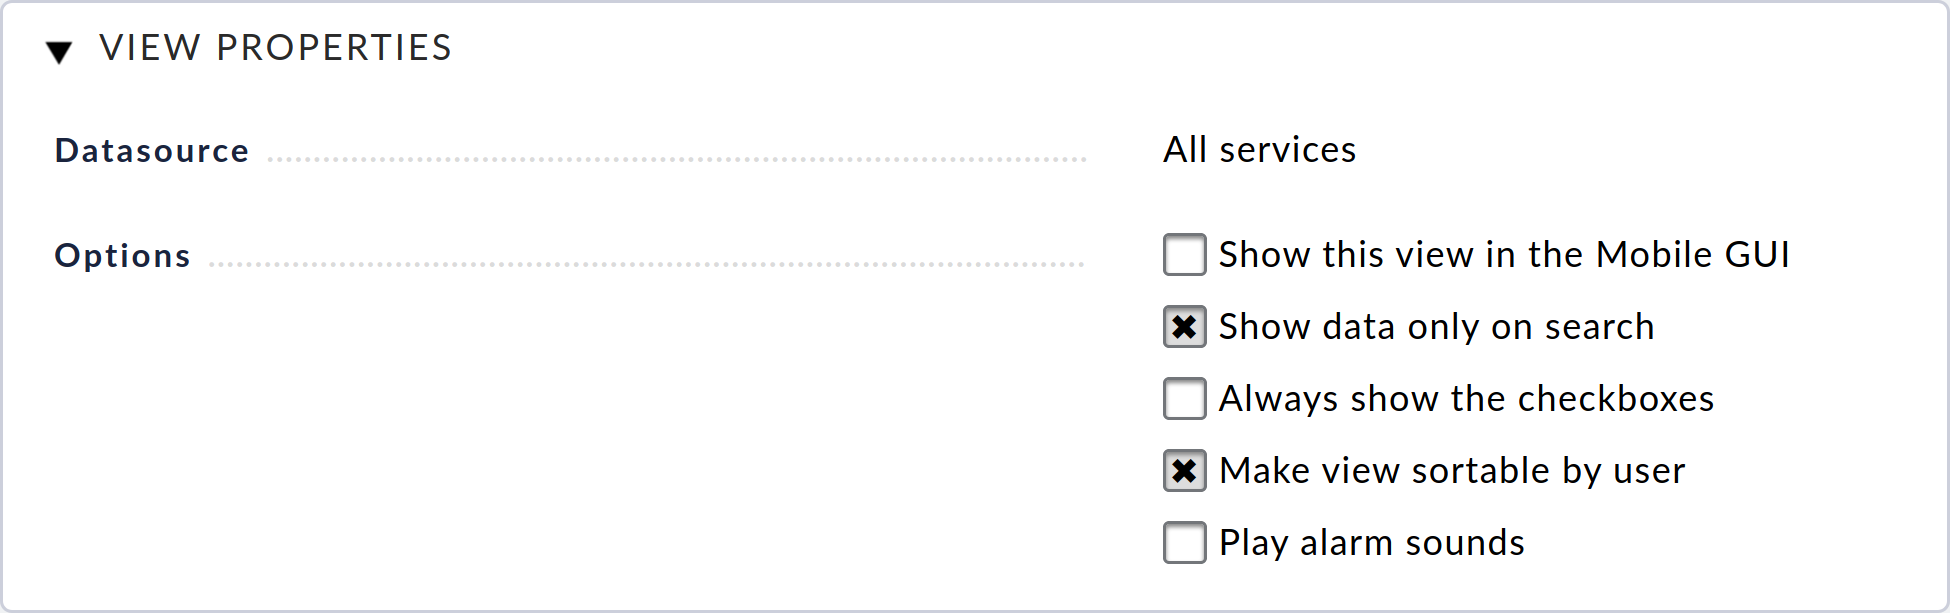 VIEW PROPERTIES
Datasource All services
Options Show this view in the Mobile GUI
Show data only on search
Always show the checkboxes
Make view sortable by user
Play alarm sounds